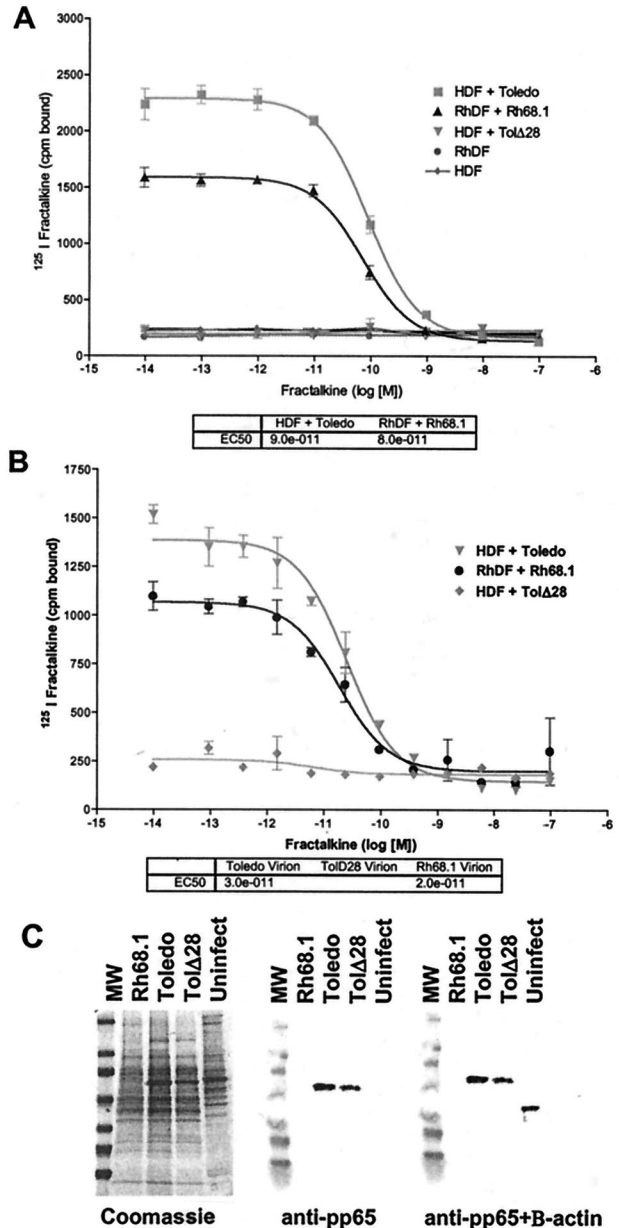 A
3000
2500
2000
1500
1000
500
0
¹²⁵ I Fractalkine (cpm bound)
HDF + Toledo
RhDF + Rh68.1
HDF + TolΔ28
RhDF
HDF
-15 -14 -13 -12 -11 -10 -9 -8 -7 -6
Fractalkine (log [M])
HDF + Toledo RhDF + Rh68.1
EC50 9.0e-011 8.0e-011
B
1750
1500
1250
1000
750
500
250
0
¹²⁵ I Fractalkine (cpm bound)
HDF + Toledo
RhDF + Rh68.1
HDF + TolΔ28
-15 -14 -13 -12 -11 -10 -9 -8 -7 -6
Fractalkine (log [M])
Toledo Virion TolD28 Virion Rh68.1 Virion
EC50 3.0e-011 2.0e-011
C
MW Rh68.1 Toledo TolΔ28 Uninfect
MW Rh68.1 Toledo TolΔ28 Uninfect
MW Rh68.1 Toledo TolΔ28 Uninfect
Coomassie anti-pp65 anti-pp65+B-actin